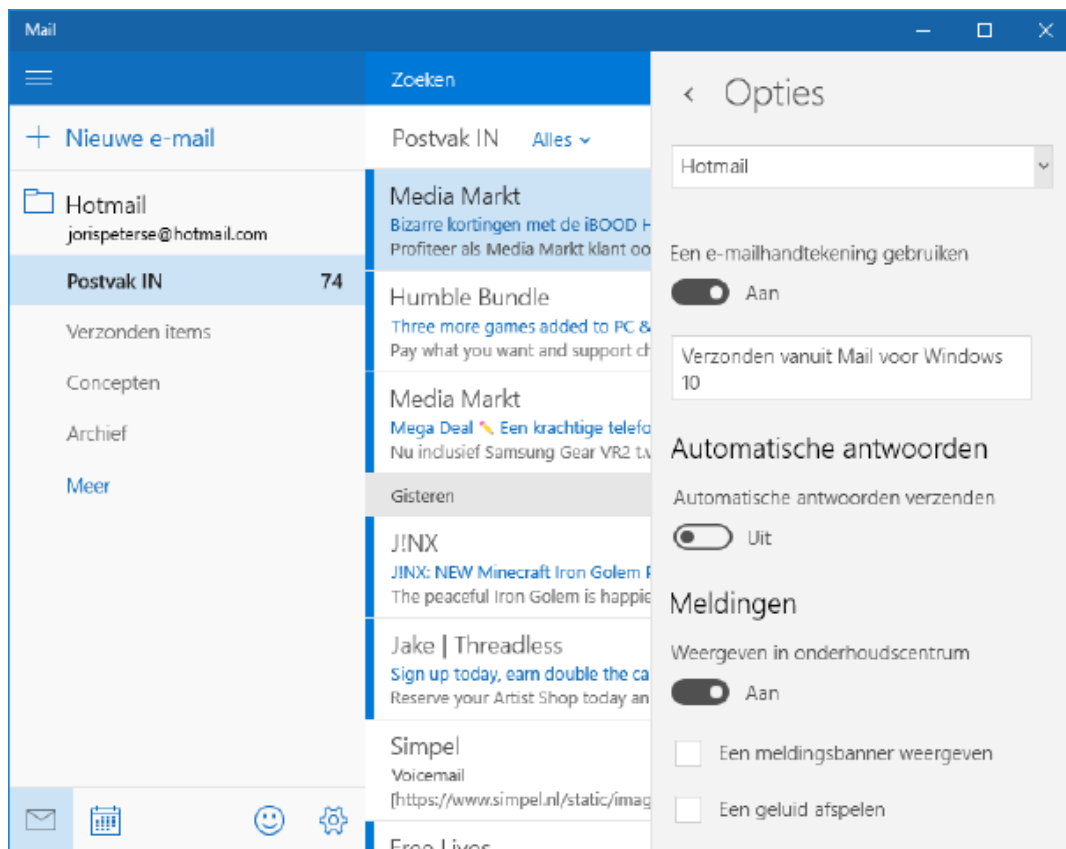 Mail
Nieuwe e-mail
Hotmail
jorispeterse@hotmail.com
Postvak IN 74
Verzonden items
Concepten
Archief
Meer
Zoeken
Postvak IN Alles
Media Markt
Bizarre kortingen met de iBOOD H
Profiteer als Media Markt klant oo
Humble Bundle
Three more games added to PC &
Pay what you want and support ch
Media Markt
Mega Deal ✏️ Een krachtige telefo
Nu inclusief Samsung Gear VR2 t.v
Gisteren
J!NX
J!NX: NEW Minecraft Iron Golem P
The peaceful Iron Golem is happie
Jake | Threadless
Sign up today, earn double the ca
Reserve your Artist Shop today an
Simpel
Voicemail
[https://www.simpel.nl/static/imag
Free Lives
Opties
Hotmail
Een e-mailhandtekening gebruiken
Aan
Verzonden vanuit Mail voor Windows
10
Automatische antwoorden
Automatische antwoorden verzenden
Uit
Meldingen
Weergeven in onderhoudscentrum
Aan
Een meldingsbanner weergeven
Een geluid afspelen